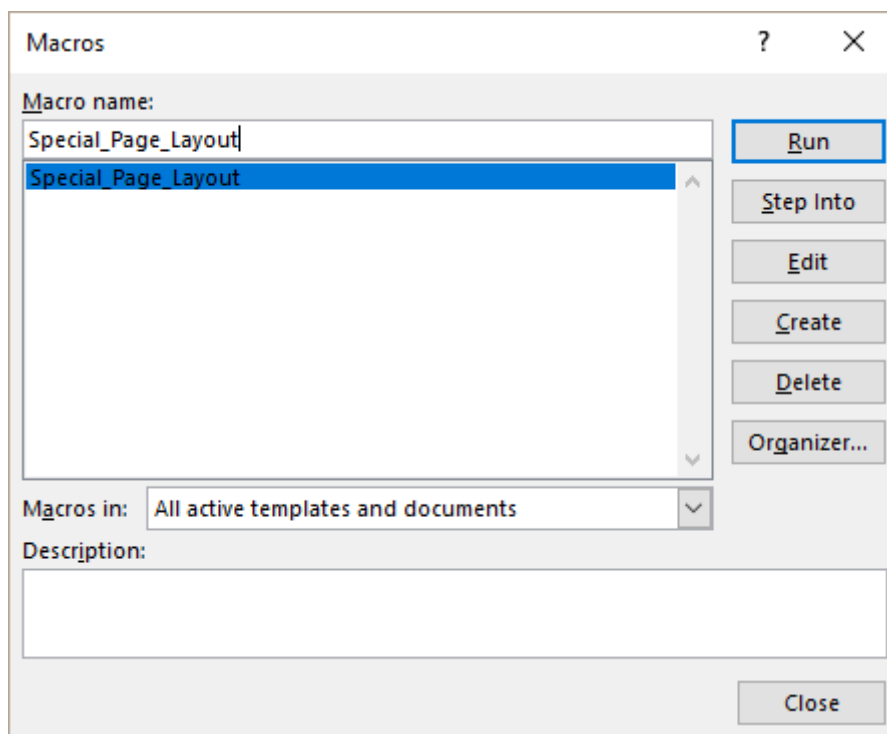 Macros ?
Macro name:
Special_Page_Layout
Special_Page_Layout
Run
Step Into
Edit
Create
Delete
Organizer...
Macros in: All active templates and documents
Description:
Close